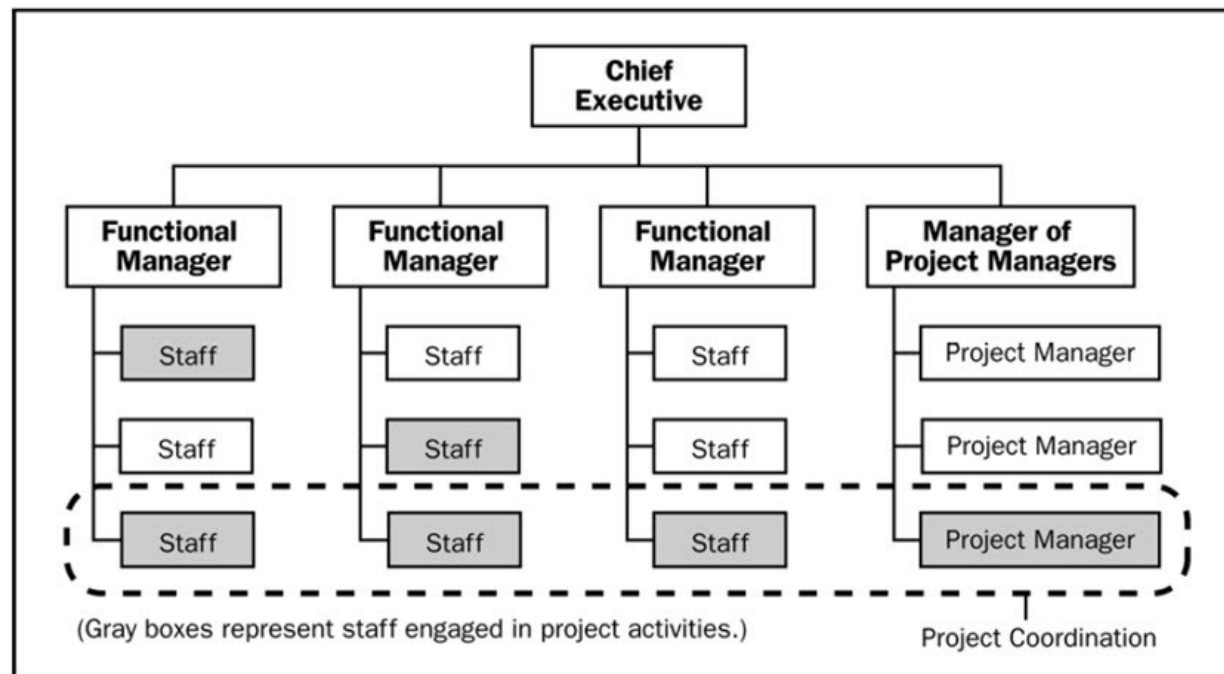 Chief
Executive
Functional
Manager
Functional
Manager
Functional
Manager
Manager of
Project Managers
Staff
Staff
Staff
Project Manager
Staff
Staff
Staff
Project Manager
Staff
Staff
Staff
Project Manager
(Gray boxes represent staff engaged in project activities.)
Project Coordination